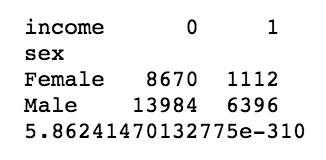 income 0 1
sex
Female 8670 1112
Male 13984 6396
5.86241470132775e-310